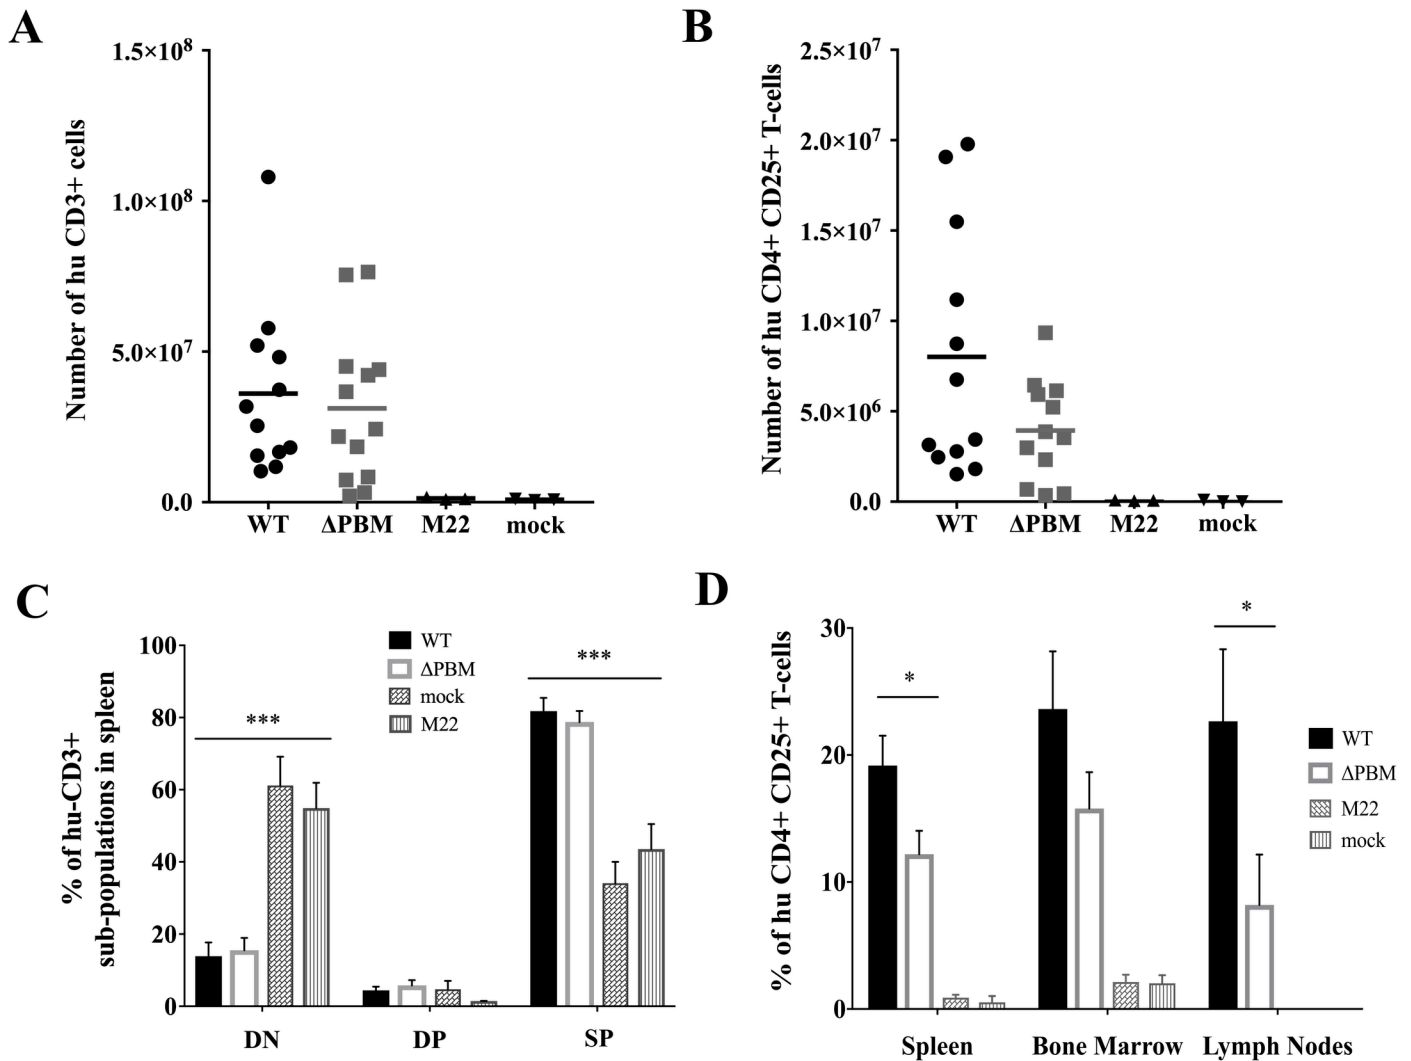 A
Number of hu CD3+ cells
1.5×10⁸
1.0×10⁸
5.0×10⁷
0.0
WT ΔPBM M22 mock
B
Number of hu CD4+ CD25+ T-cells
2.5×10⁷
2.0×10⁷
1.5×10⁷
1.0×10⁷
5.0×10⁶
0.0
WT ΔPBM M22 mock
C
% of hu-CD3+
sub-populations in spleen
100
80
60
40
20
0
WT
ΔPBM
mock
M22
***
***
DN DP SP
D
% of hu CD4+ CD25+ T-cells
30
20
10
0
*
*
WT
ΔPBM
M22
mock
Spleen Bone Marrow Lymph Nodes